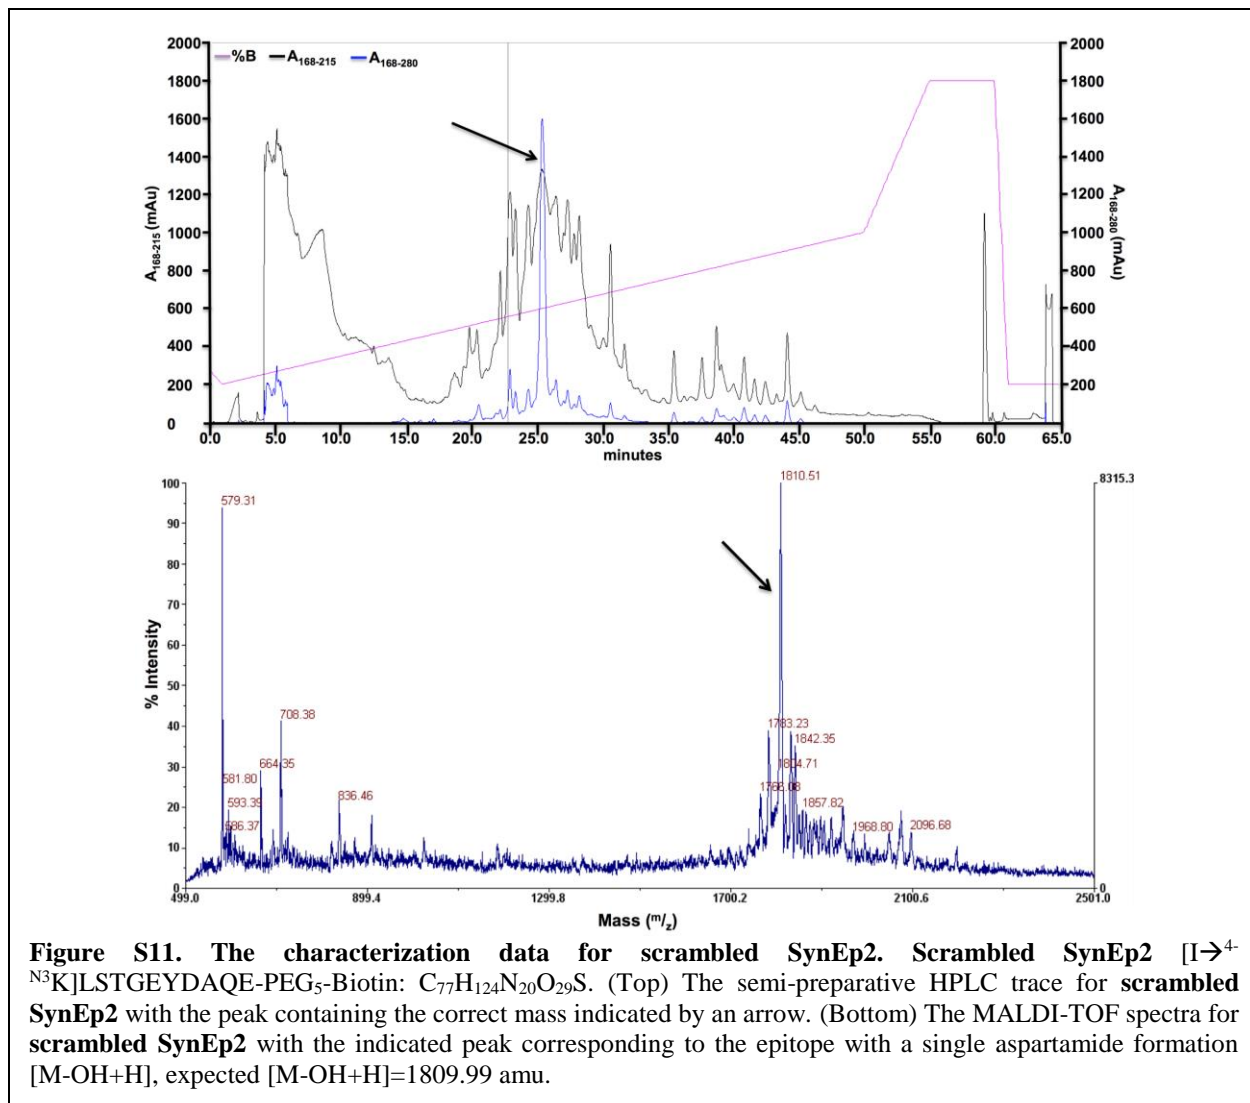 %B A168-215 A168-280
2000 2000
1800 1800
1600 1600
1400 1400
1200 1200
1000 1000
800 800
600 600
400 400
200 200
0 0
A168-215 (mAu)
A168-280 (mAu)
0.0 5.0 10.0 15.0 20.0 25.0 30.0 35.0 40.0 45.0 50.0 55.0 60.0 65.0
minutes
100 1810.51 8315.3
579.31
90
80
70
60
50
708.38 1783.23
40 1842.35
664.35 1804.71
30
581.80 1766.08
593.39 836.46 1857.82
20
586.37 1968.80 2096.68
10
0 0
% Intensity
499.0 899.4 1299.8 1700.2 2100.6 2501.0
Mass (m/z)
Figure S11. The characterization data for scrambled SynEp2. Scrambled SynEp2 [I→4-
N3K]LSTGEYDAQE-PEG5-Biotin: C77H124N20O29S. (Top) The semi-preparative HPLC trace for scrambled
SynEp2 with the peak containing the correct mass indicated by an arrow. (Bottom) The MALDI-TOF spectra for
scrambled SynEp2 with the indicated peak corresponding to the epitope with a single aspartamide formation
[M-OH+H], expected [M-OH+H]=1809.99 amu.